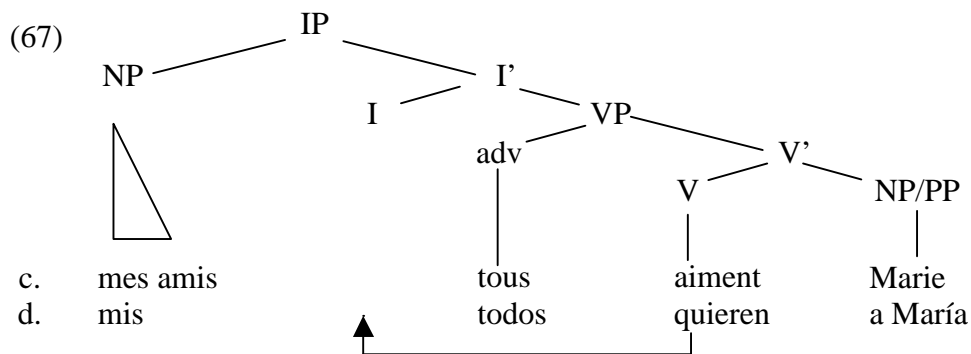 (67)
IP
NP
I'
I
VP
adv
V'
V
NP/PP
c. mes amis tous aiment Marie
d. mis todos quieren a María